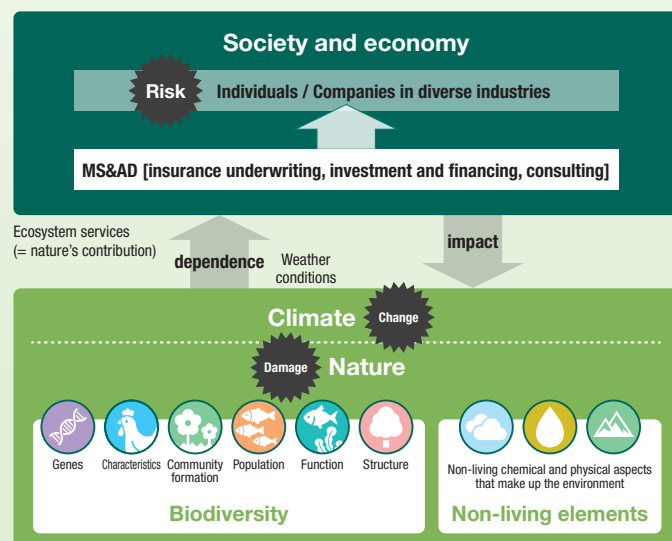 Society and economy
Risk
Individuals / Companies in diverse industries
MS&AD [insurance underwriting, investment and financing, consulting]
Ecosystem services
(= nature's contribution)
dependence
Weather
conditions
impact
Climate
Change
Damage
Nature
Genes
Characteristics
Community
formation
Population
Function
Structure
Biodiversity
Non-living chemical and physical aspects
that make up the environment
Non-living elements